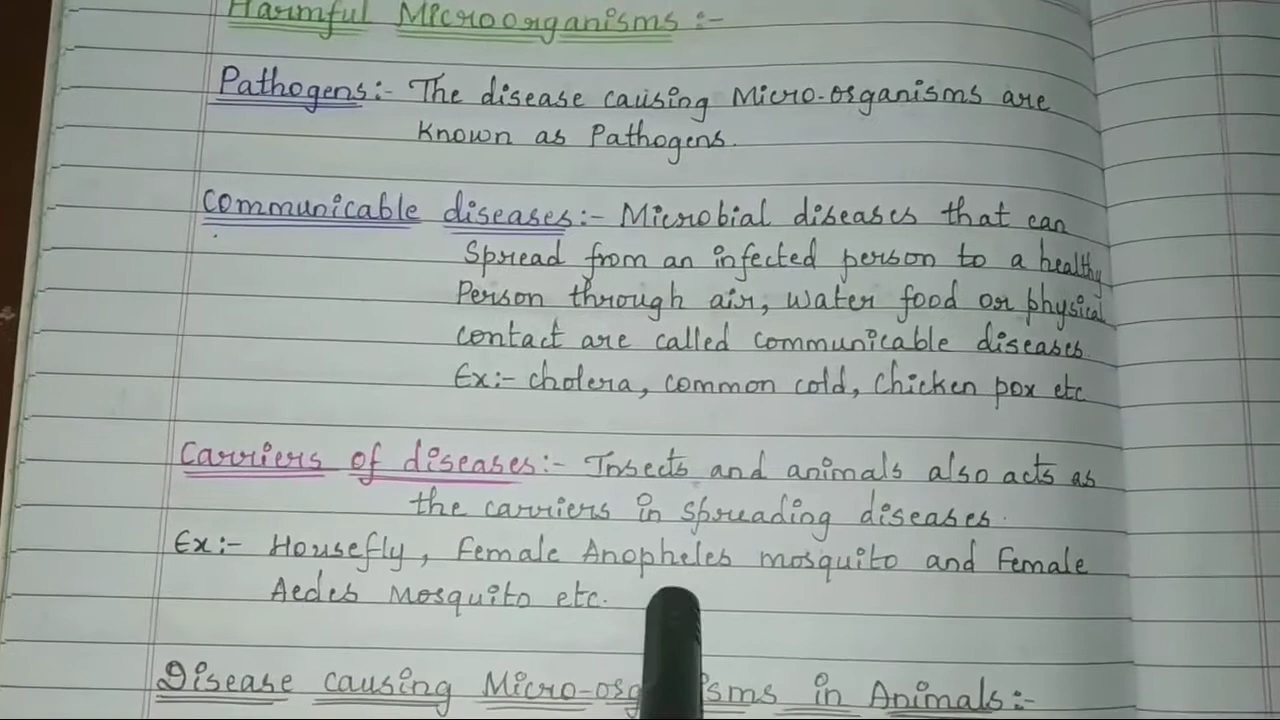 Harmful Microorganisms :-
Pathogens:- The disease causing Micro-organisms are
known as Pathogens.
Communicable diseases:- Microbial diseases that can
Spread from an infected person to a healthy
Person through air, water food or physical
contact are called communicable diseases
Ex:- cholera, common cold, chicken pox etc
Carriers of diseases:- Insects and animals also acts as
the carriers in spreading diseases.
Ex:- Housefly, Female Anopheles mosquito and Female
Aedes Mosquito etc.
Disease causing in Animals:-